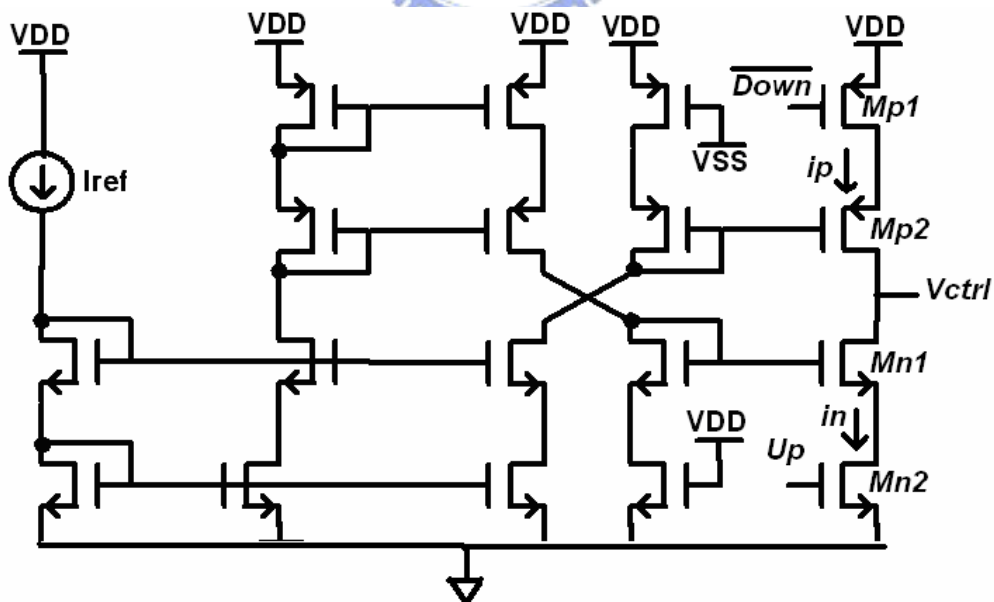 VDD
VDD
VDD
VDD
VDD
Down
Mp1
VSS
Iref
ip
Mp2
Vctrl
Mn1
VDD
in
Up
Mn2